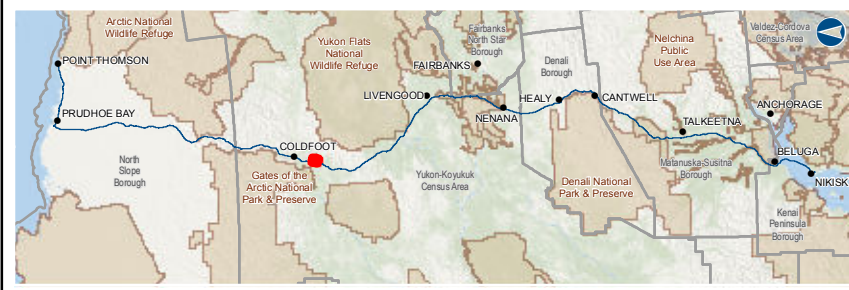 Arctic National
Wildlife Refuge
POINT THOMSON
PRUDHOE BAY
North
Slope
Borough
COLDFOOT
Gates of the
Arctic National
Park & Preserve
Yukon Flats
National
Wildlife Refuge
LIVENGOOD
Yukon-Koyukuk
Census Area
Fairbanks
North Star
Borough
FAIRBANKS
NENANA
Denali
Borough
HEALY
CANTWELL
Denali National
Park & Preserve
Nelchina
Public
Use Area
TALKEETNA
Matanuska-Susitna
Borough
Valdez-Cordova
Census Area
ANCHORAGE
BELUGA
NIKISK
Kenai
Peninsula
Borough